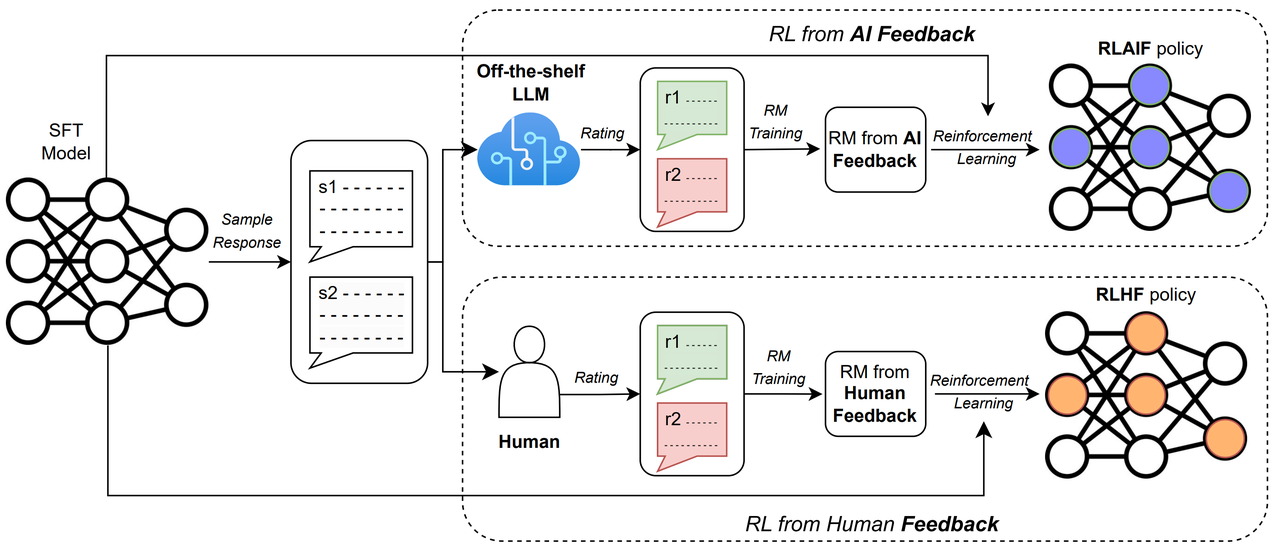 SFT
Model
Sample
Response
s1 - - - - - -
s2 - - - - - -
RL from AI Feedback
Off-the-shelf
LLM
Rating
r1 -----
r2 -----
RM
Training
RM from AI
Feedback
Reinforcement
Learning
RLAIF policy
Human
Rating
r1 -----
r2 -----
RM
Training
RM from
Human
Feedback
Reinforcement
Learning
RLHF policy
RL from Human Feedback